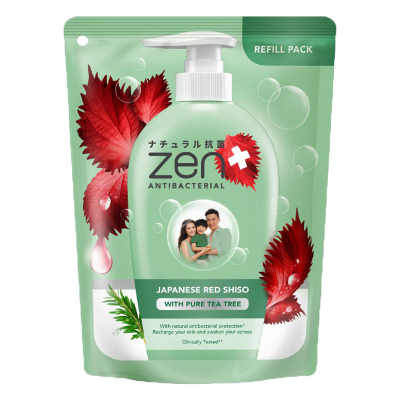 REFILL PACK
ナチュラル抗菌
zen
ANTIBACTERIAL
JAPANESE RED SHISO
WITH PURE TEA TREE
With natural antibacterial protection*
Recharge your skin and awaken your senses
Clinically Tested**